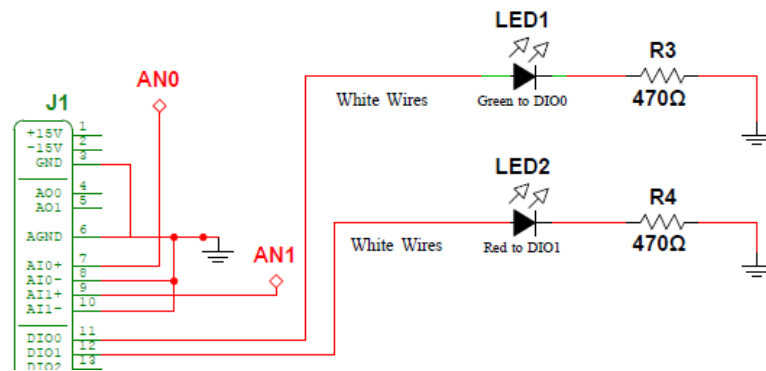 LED1
R3
AN0
White Wires
Green to DIO0
470Ω
J1
+15V 1
-15V 2
GND 3
LED2
AO0 4
AO1 5
R4
AGND 6
AN1
White Wires
Red to DIO1
470Ω
AI0+ 7
AI0- 8
AI1+ 9
AI1- 10
DIO0 11
DIO1 12
DIO2 13